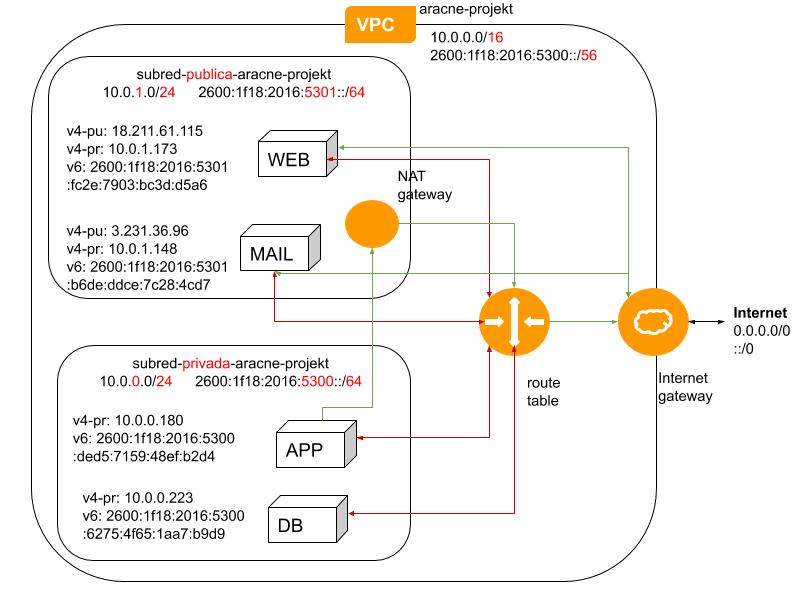 aracne-projekt
VPC
10.0.0.0/16
2600:1f18:2016:5300::/56
subred-publica-aracne-projekt
10.0.1.0/24 2600:1f18:2016:5301::/64
v4-pu: 18.211.61.115
v4-pr: 10.0.1.173
v6: 2600:1f18:2016:5301
:fc2e:7903:bc3d:d5a6
WEB
NAT
gateway
v4-pu: 3.231.36.96
v4-pr: 10.0.1.148
v6: 2600:1f18:2016:5301
:b6de:ddce:7c28:4cd7
MAIL
Internet
0.0.0.0/0
::/0
subred-privada-aracne-projekt
10.0.0.0/24 2600:1f18:2016:5300::/64
route
table
Internet
gateway
v4-pr: 10.0.0.180
v6: 2600:1f18:2016:5300
:ded5:7159:48ef:b2d4
APP
v4-pr: 10.0.0.223
v6: 2600:1f18:2016:5300
:6275:4f65:1aa7:b9d9
DB